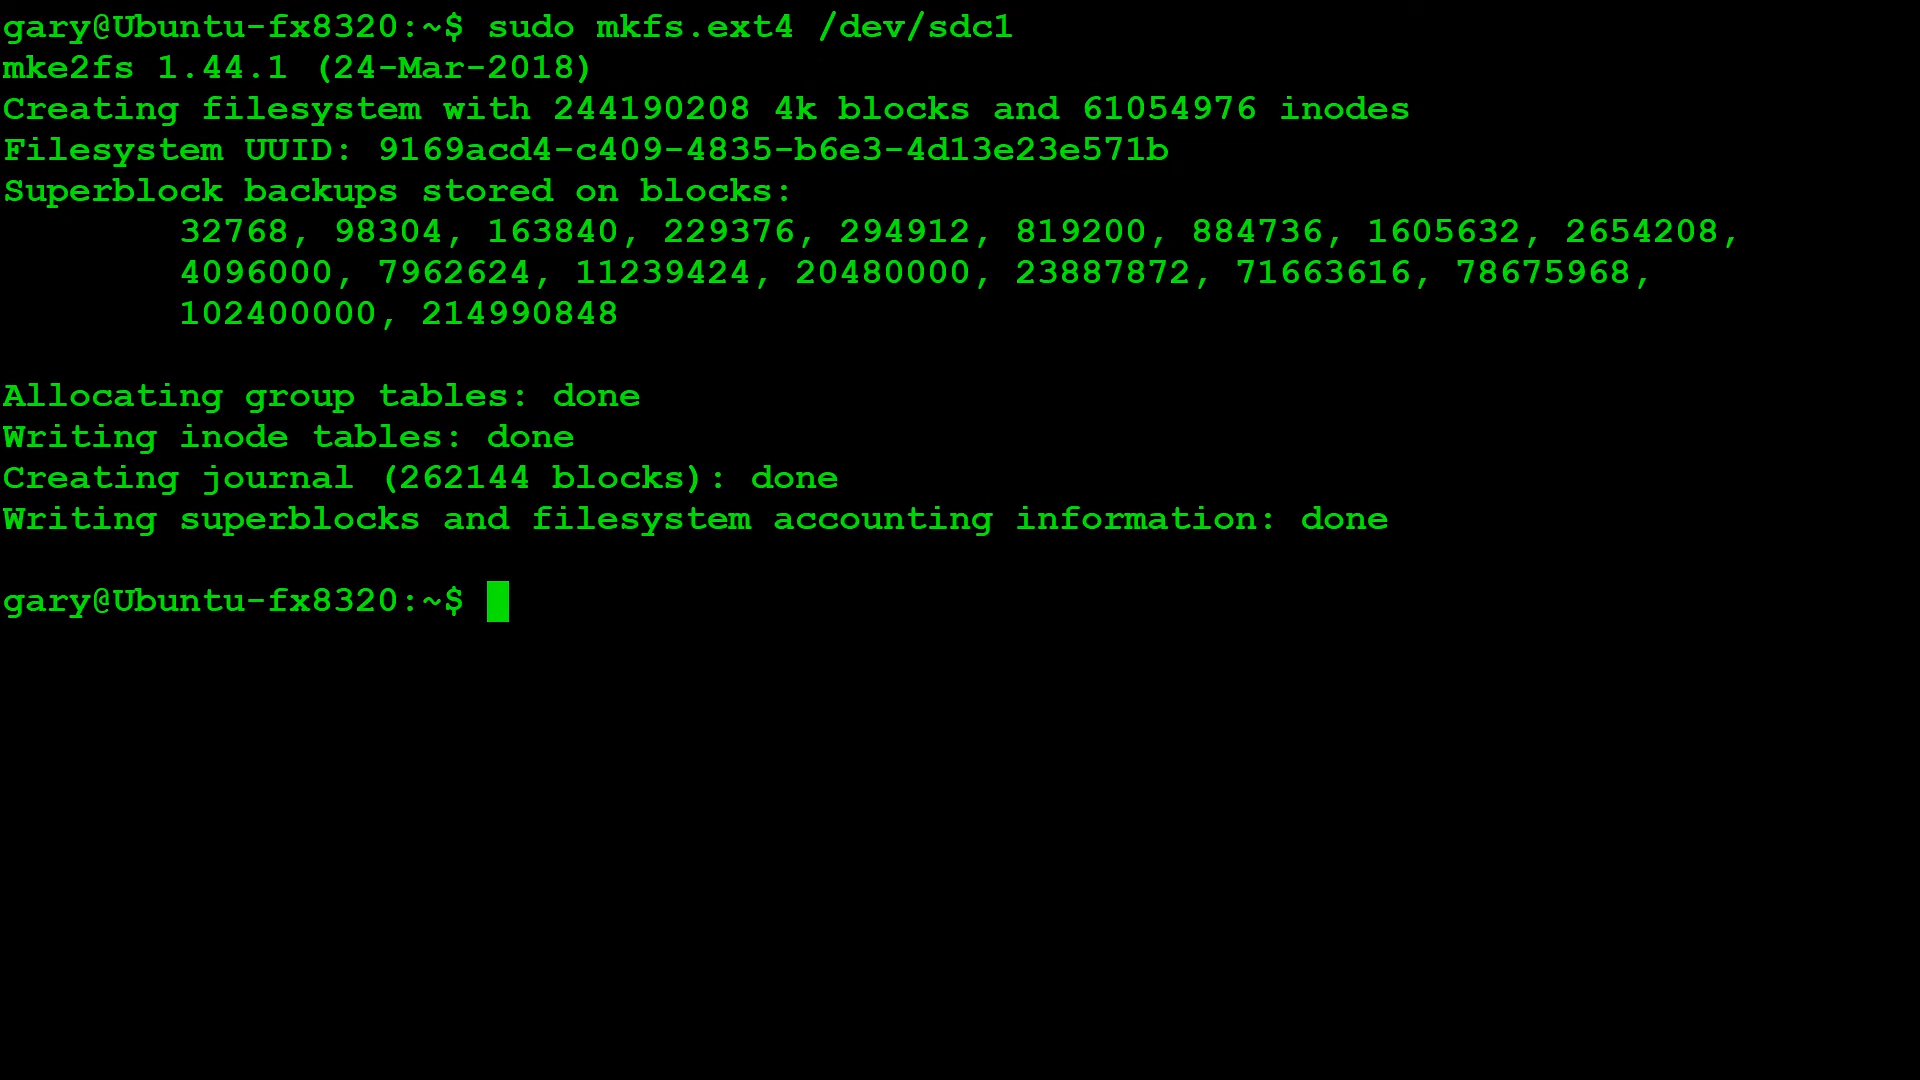 gary@Ubuntu-fx8320:~$ sudo mkfs.ext4 /dev/sdc1
mke2fs 1.44.1 (24-Mar-2018)
Creating filesystem with 244190208 4k blocks and 61054976 inodes
Filesystem UUID: 9169acd4-c409-4835-b6e3-4d13e23e571b
Superblock backups stored on blocks:
32768, 98304, 163840, 229376, 294912, 819200, 884736, 1605632, 2654208,
4096000, 7962624, 11239424, 20480000, 23887872, 71663616, 78675968,
102400000, 214990848
Allocating group tables: done
Writing inode tables: done
Creating journal (262144 blocks): done
Writing superblocks and filesystem accounting information: done
gary@Ubuntu-fx8320:~$